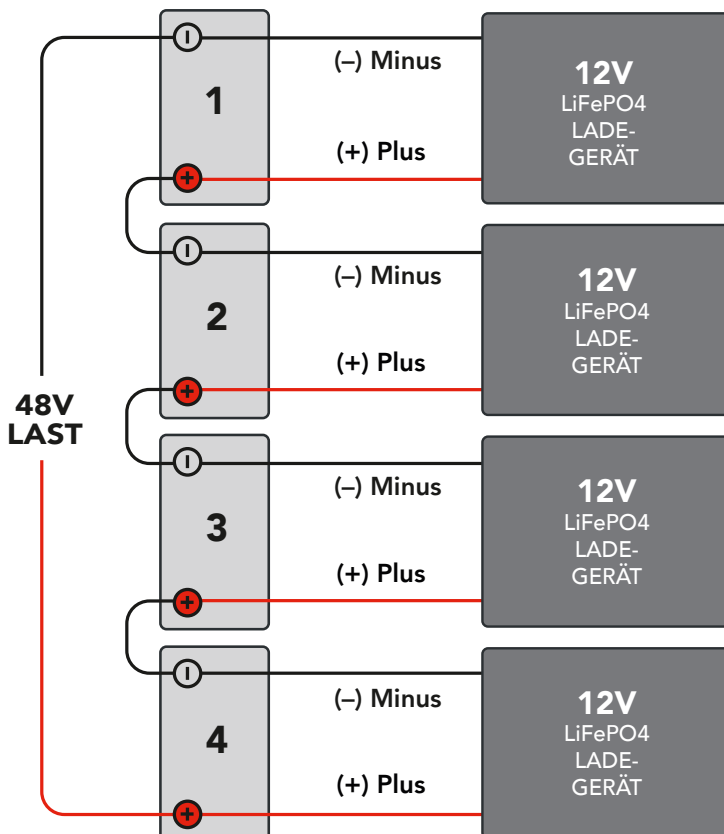 (–) Minus
12V
LiFePO4
LADE-
GERÄT
1
(+) Plus
(–) Minus
12V
LiFePO4
LADE-
GERÄT
2
(+) Plus
48V
LAST
(–) Minus
12V
LiFePO4
LADE-
GERÄT
3
(+) Plus
(–) Minus
12V
LiFePO4
LADE-
GERÄT
4
(+) Plus